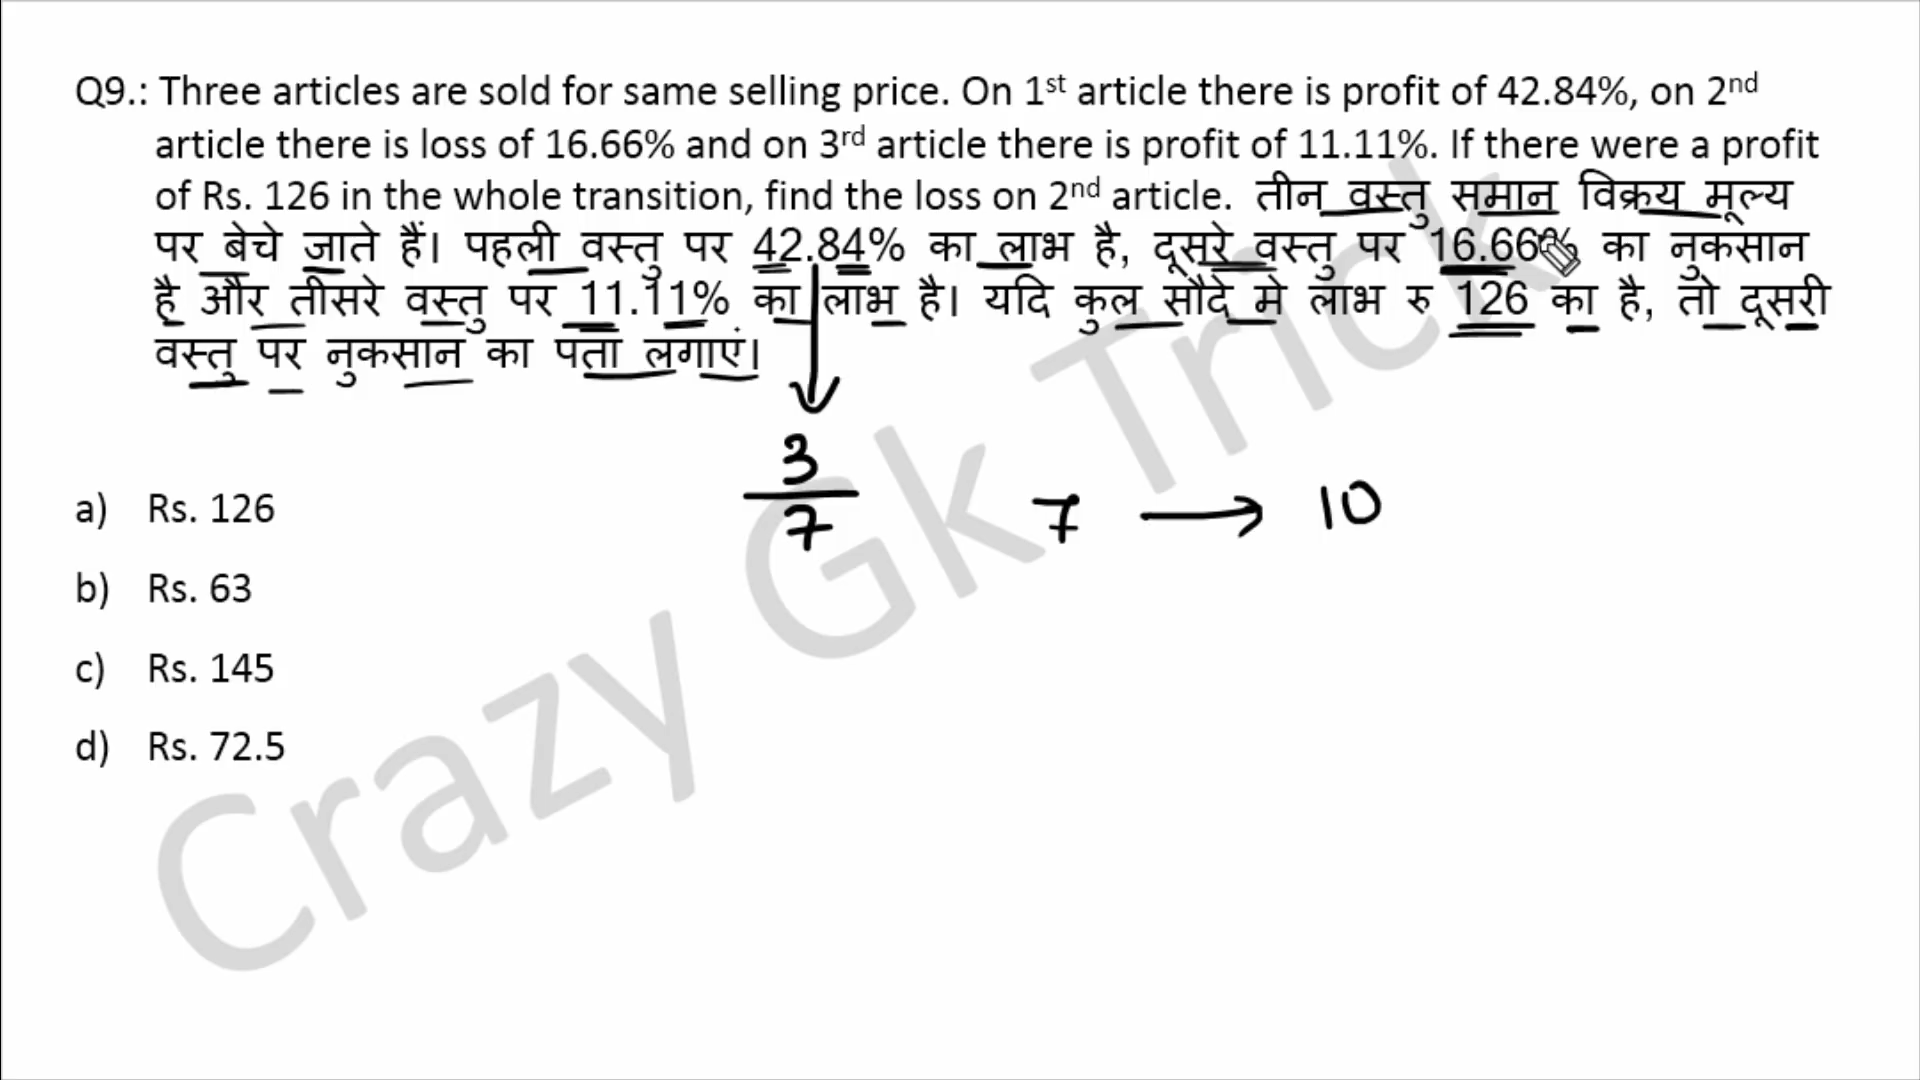 Q9.: Three articles are sold for same selling price. On 1st article there is profit of 42.84%, on 2nd
article there is loss of 16.66% and on 3rd article there is profit of 11.11%. If there were a profit
of Rs. 126 in the whole transition, find the loss on 2nd article. तीन वस्तु समान विक्रय मूल्य
पर बेचे जाते हैं। पहली वस्तु पर 42.84% का लाभ है, दूसरे वस्तु पर 16.66% का नुकसान
है और तीसरे वस्तु पर 11.11% का लाभ है। यदि कुल सौदे मे लाभ रु 126 का है, तो दूसरी
वस्तु पर नुकसान का पता लगाएं।
3
7
7 → 10
a) Rs. 126
b) Rs. 63
c) Rs. 145
d) Rs. 72.5
Crazy Gk Trick